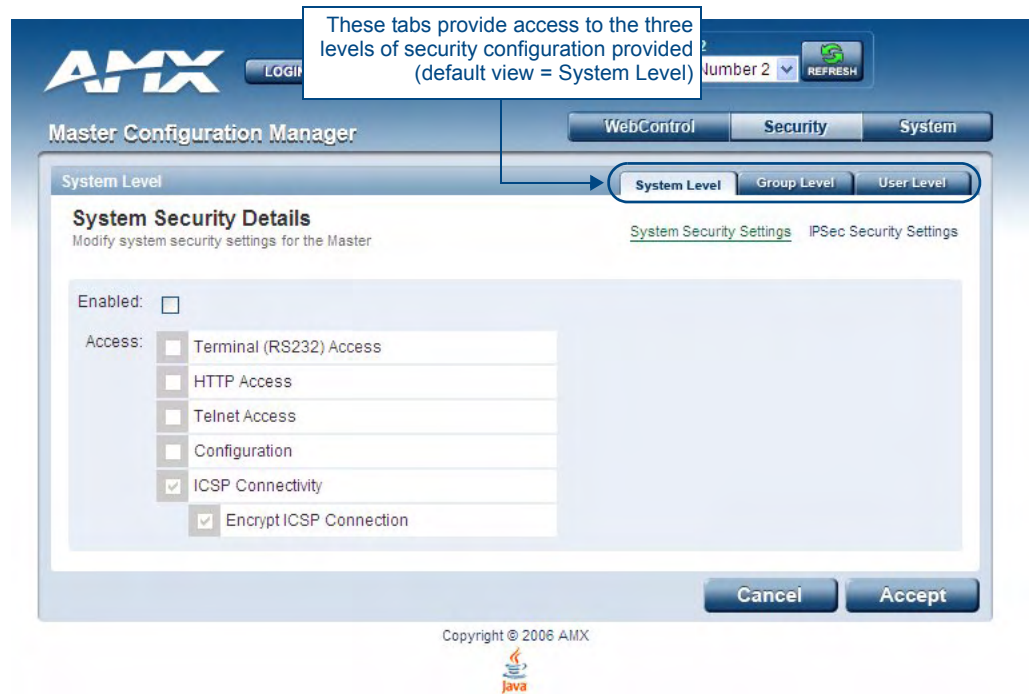 These tabs provide access to the three
levels of security configuration provided
(default view = System Level)
AMX
2
Number 2
REFRESH
Master Configuration Manager
WebControl
Security
System
System Level
System Level
Group Level
User Level
System Security Details
Modify system security settings for the Master
System Security Settings
IPSec Security Settings
Enabled:
Access:
Terminal (RS232) Access
HTTP Access
Telnet Access
Configuration
ICSP Connectivity
Encrypt ICSP Connection
Cancel
Accept
Copyright © 2006 AMX
Java